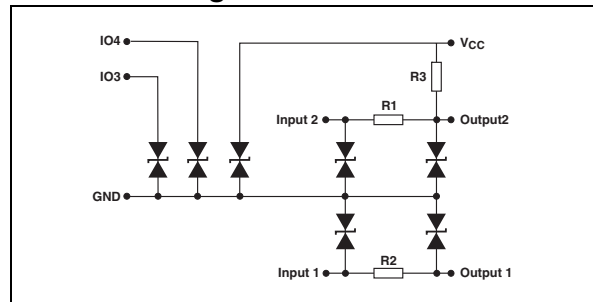 IO4
VCC
IO3
R3
R1
Input 2
Output2
GND
R2
Input 1
Output 1